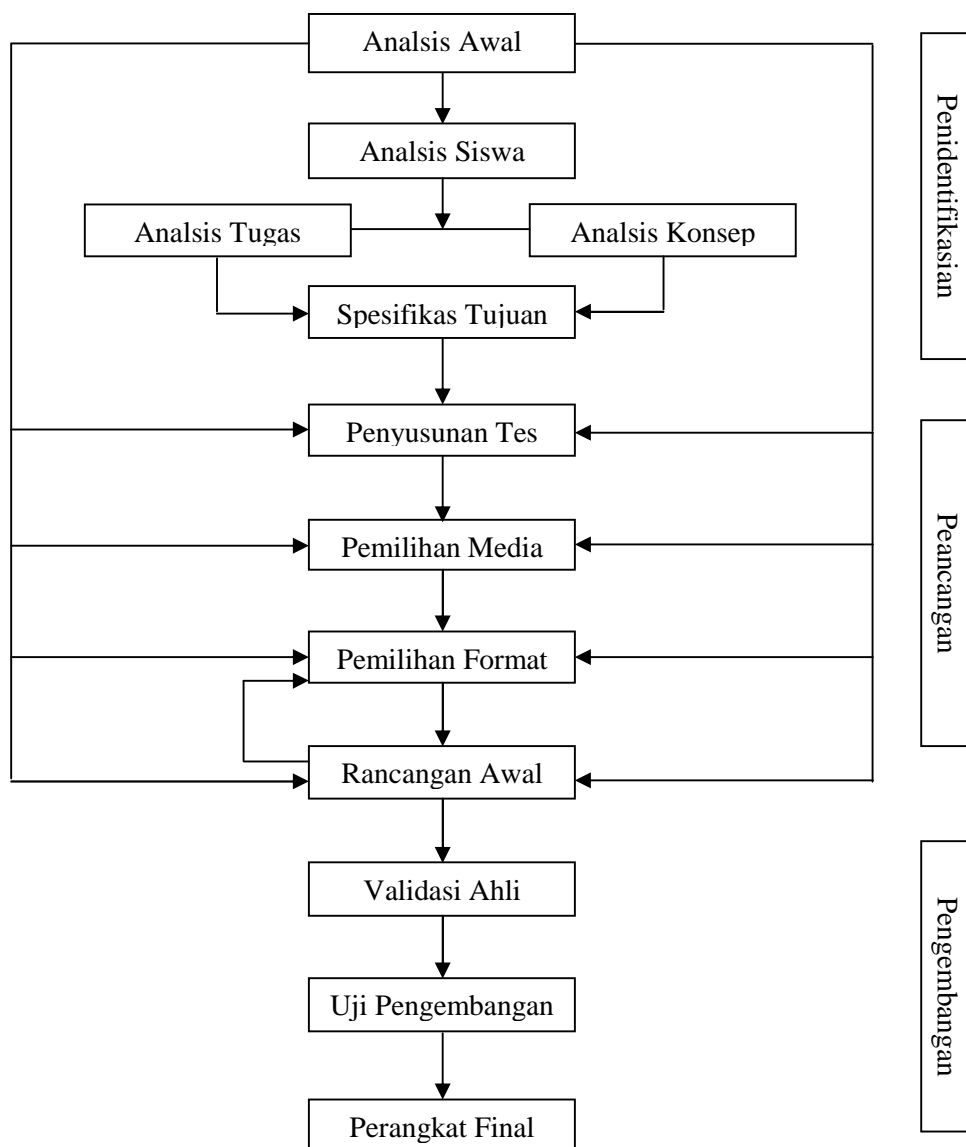 Analsis Awal
Analsis Siswa
Analsis Tugas
Analsis Konsep
Spesifikas Tujuan
Penyusunan Tes
Pemilihan Media
Pemilihan Format
Rancangan Awal
Validasi Ahli
Uji Pengembangan
Perangkat Final
Penidentifikasian
Peancangan
Pengembangan